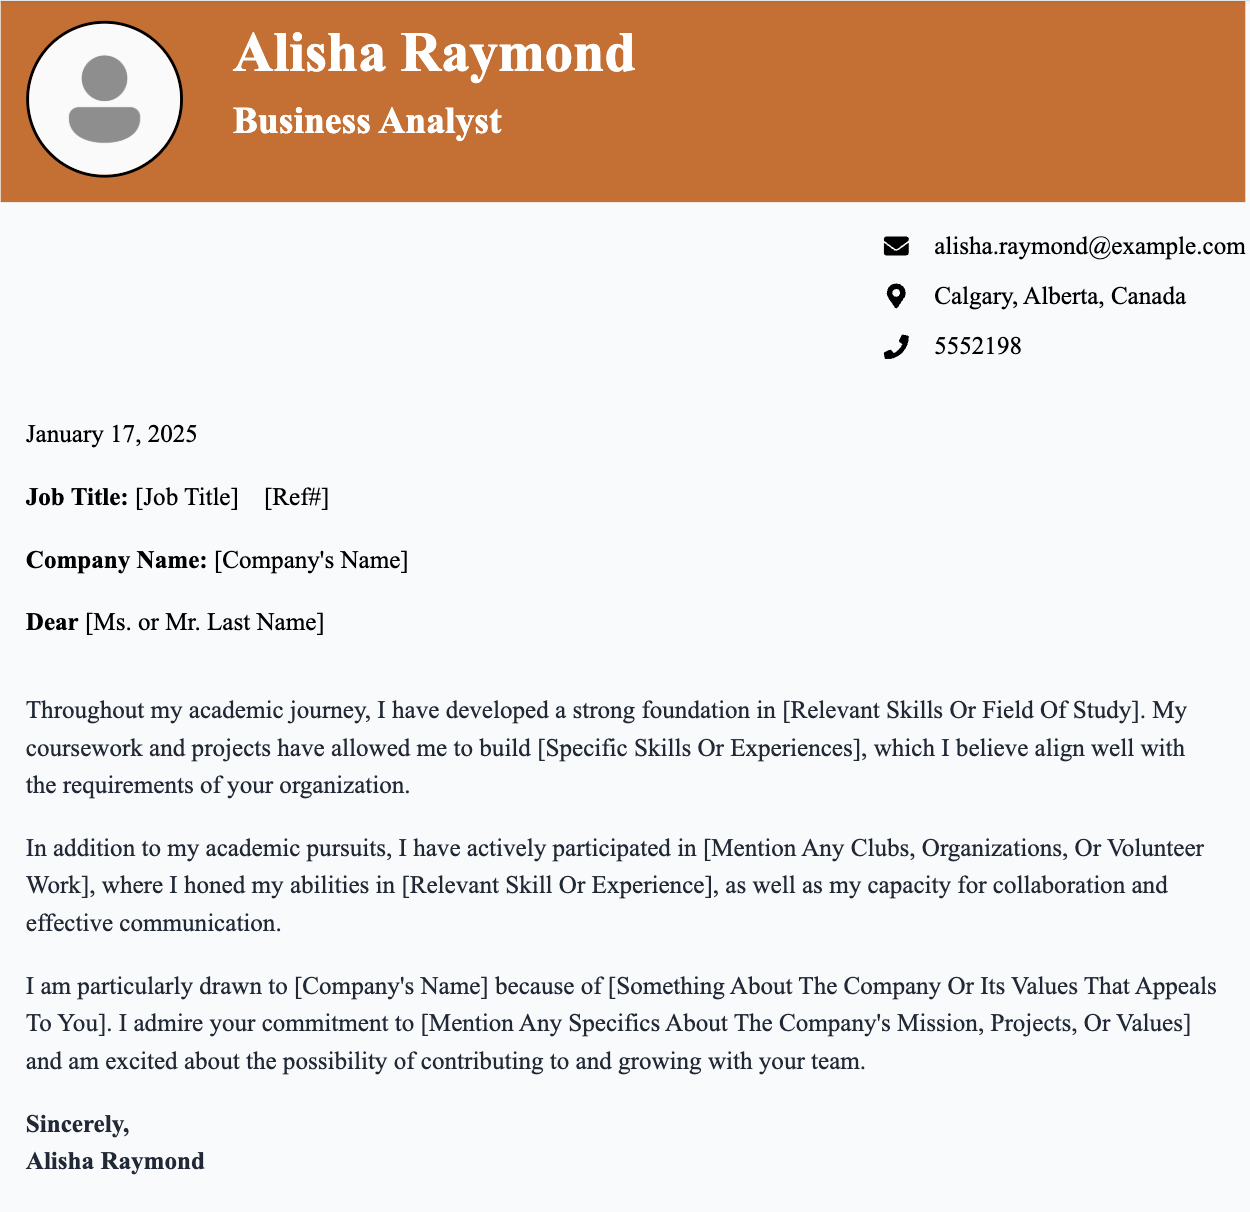 Alisha Raymond
Business Analyst
alisha.raymond@example.com
Calgary, Alberta, Canada
5552198
January 17, 2025
Job Title: [Job Title] [Ref#]
Company Name: [Company's Name]
Dear [Ms. or Mr. Last Name]
Throughout my academic journey, I have developed a strong foundation in [Relevant Skills Or Field Of Study]. My
coursework and projects have allowed me to build [Specific Skills Or Experiences], which I believe align well with
the requirements of your organization.
In addition to my academic pursuits, I have actively participated in [Mention Any Clubs, Organizations, Or Volunteer
Work], where I honed my abilities in [Relevant Skill Or Experience], as well as my capacity for collaboration and
effective communication.
I am particularly drawn to [Company's Name] because of [Something About The Company Or Its Values That Appeals
To You]. I admire your commitment to [Mention Any Specifics About The Company's Mission, Projects, Or Values]
and am excited about the possibility of contributing to and growing with your team.
Sincerely,
Alisha Raymond